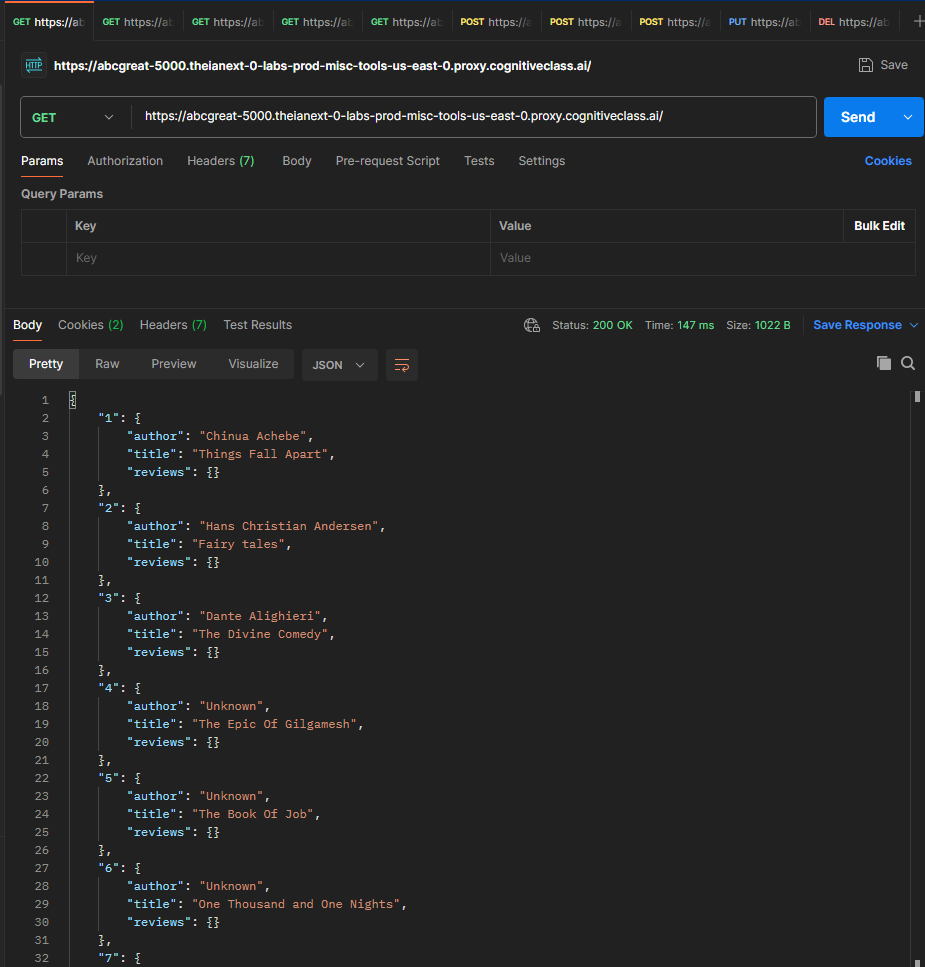 GET https://ab GET https://ab GET https://ab GET https://ab GET https://ab POST https://a POST https://a POST https://a PUT https://ab DEL https://ab +
HTTP https://abcgreat-5000.theianext-0-labs-prod-misc-tools-us-east-0.proxy.cognitiveclass.ai/ Save
GET https://abcgreat-5000.theianext-0-labs-prod-misc-tools-us-east-0.proxy.cognitiveclass.ai/ Send
Params Authorization Headers (7) Body Pre-request Script Tests Settings Cookies
Query Params
Key Value Bulk Edit
Key Value
Body Cookies (2) Headers (7) Test Results Status: 200 OK Time: 147 ms Size: 1022 B Save Response
Pretty Raw Preview Visualize JSON
1 {
2 "1": {
3 "author": "Chinua Achebe",
4 "title": "Things Fall Apart",
5 "reviews": {}
6 },
7 "2": {
8 "author": "Hans Christian Andersen",
9 "title": "Fairy tales",
10 "reviews": {}
11 },
12 "3": {
13 "author": "Dante Alighieri",
14 "title": "The Divine Comedy",
15 "reviews": {}
16 },
17 "4": {
18 "author": "Unknown",
19 "title": "The Epic Of Gilgamesh",
20 "reviews": {}
21 },
22 "5": {
23 "author": "Unknown",
24 "title": "The Book Of Job",
25 "reviews": {}
26 },
27 "6": {
28 "author": "Unknown",
29 "title": "One Thousand and One Nights",
30 "reviews": {}
31 },
32 "7": {